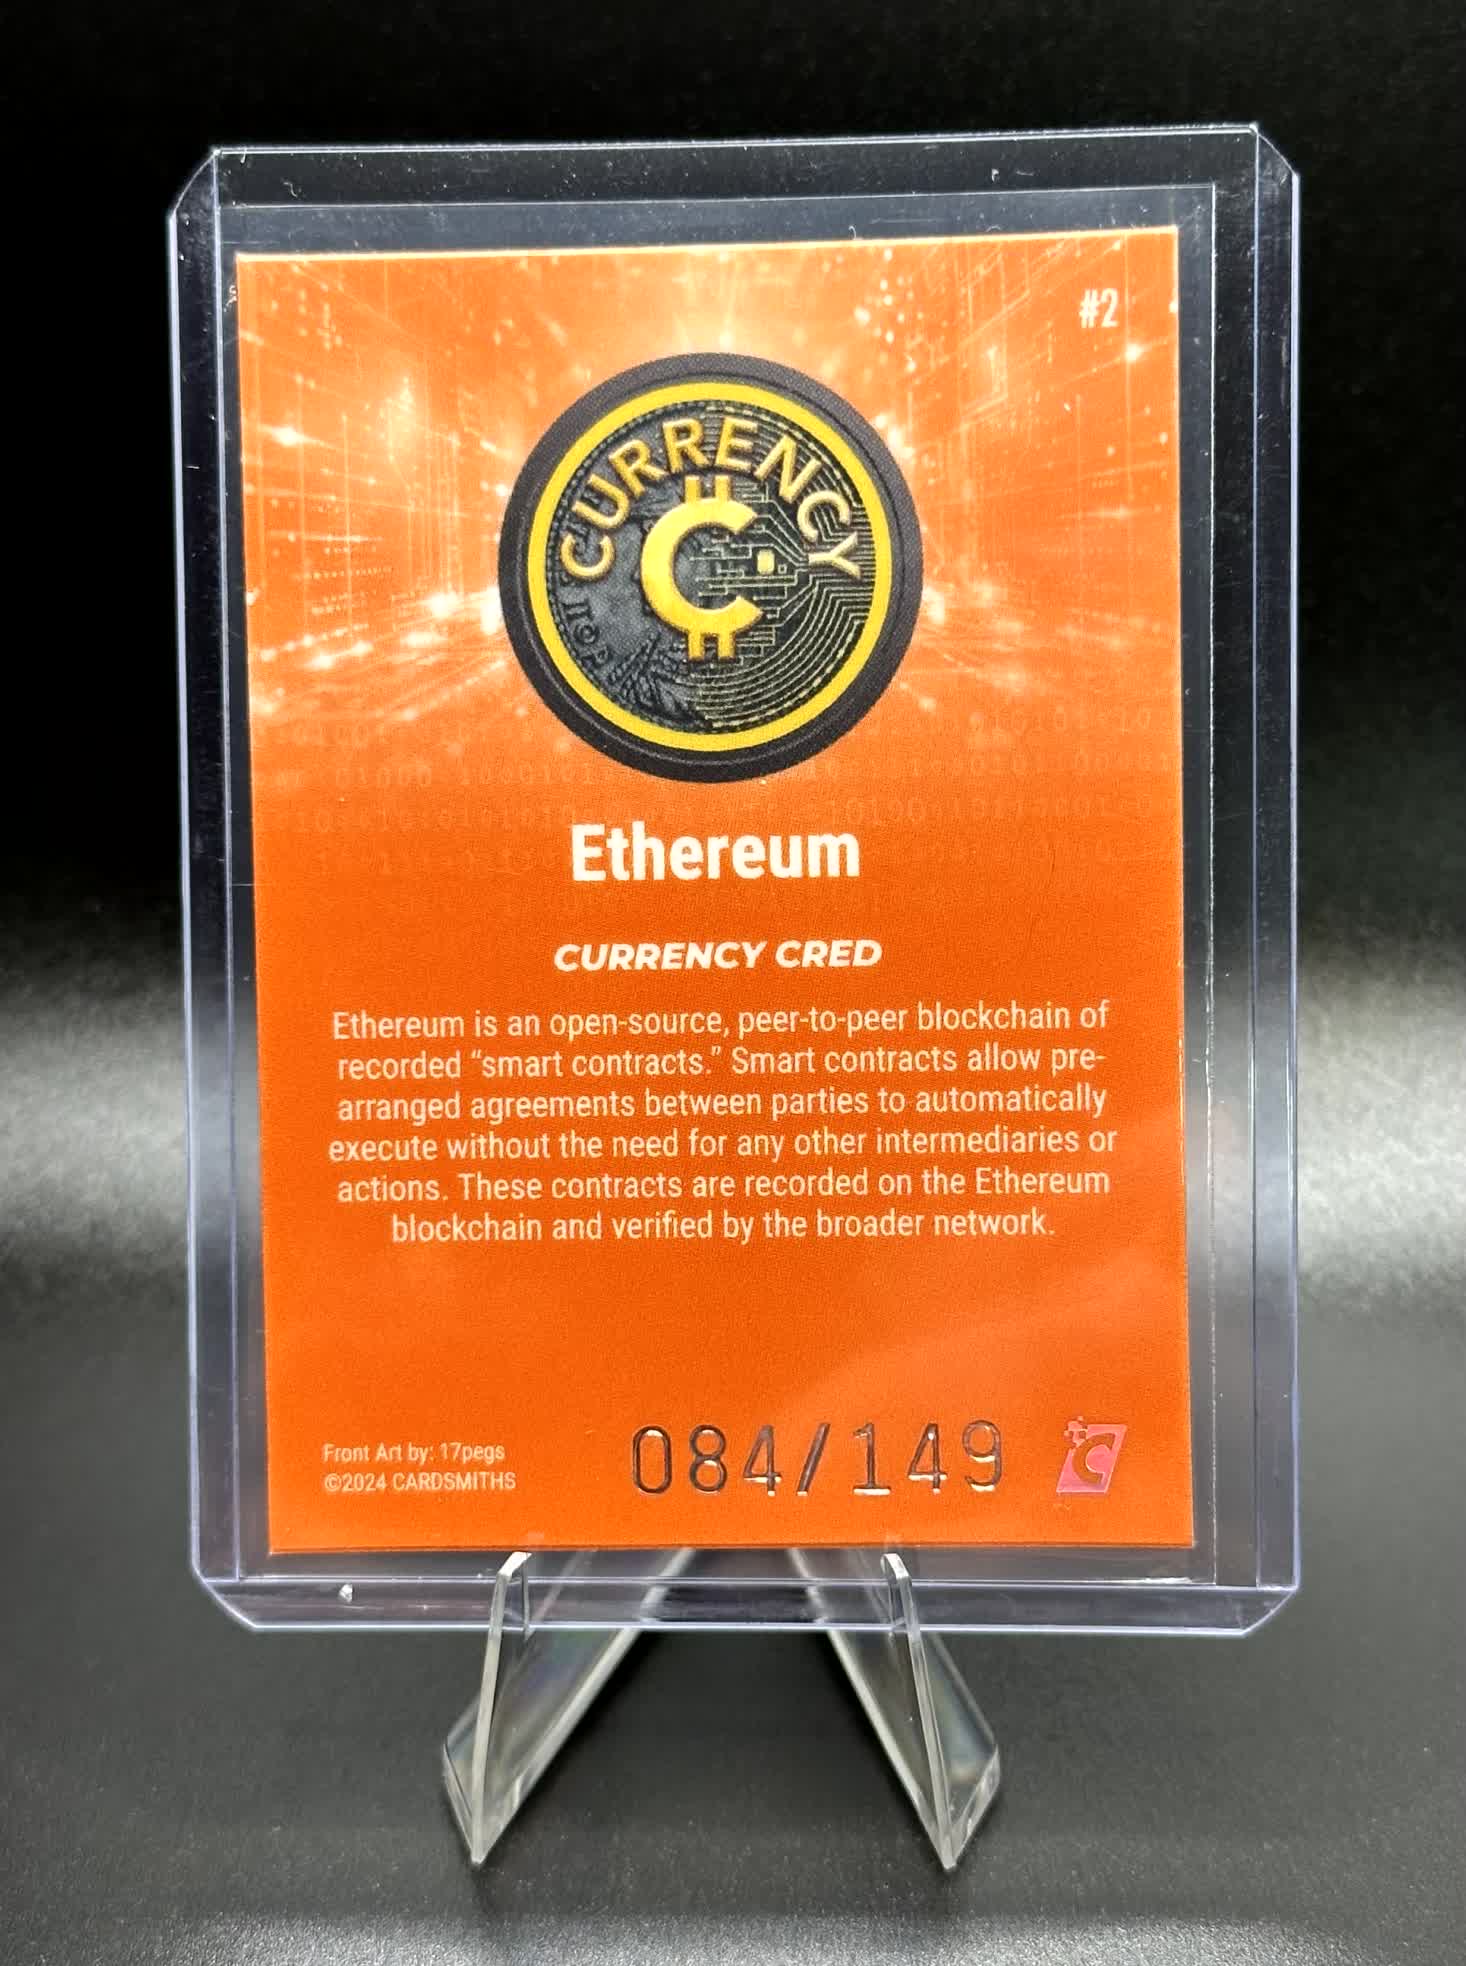 #2
CURRENCY
Ethereum
CURRENCY CRED
Ethereum is an open-source, peer-to-peer blockchain of
recorded “smart contracts.” Smart contracts allow pre-
arranged agreements between parties to automatically
execute without the need for any other intermediaries or
actions. These contracts are recorded on the Ethereum
blockchain and verified by the broader network.
Front Art by: 17pegs
©2024 CARDSMITHS
084/149